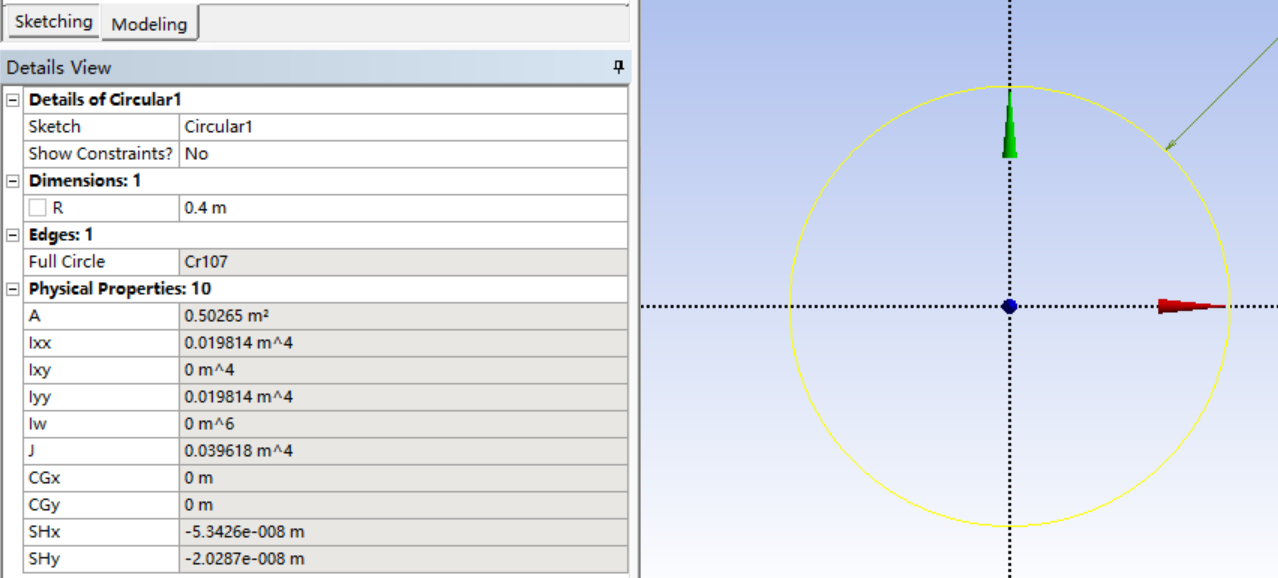 Sketching Modeling
Details View
Details of Circular1
Sketch Circular1
Show Constraints? No
Dimensions: 1
R 0.4 m
Edges: 1
Full Circle Cr107
Physical Properties: 10
A 0.50265 m²
Ixx 0.019814 m^4
Ixy 0 m^4
Iyy 0.019814 m^4
Iw 0 m^6
J 0.039618 m^4
CGx 0 m
CGy 0 m
SHx -5.3426e-008 m
SHy -2.0287e-008 m